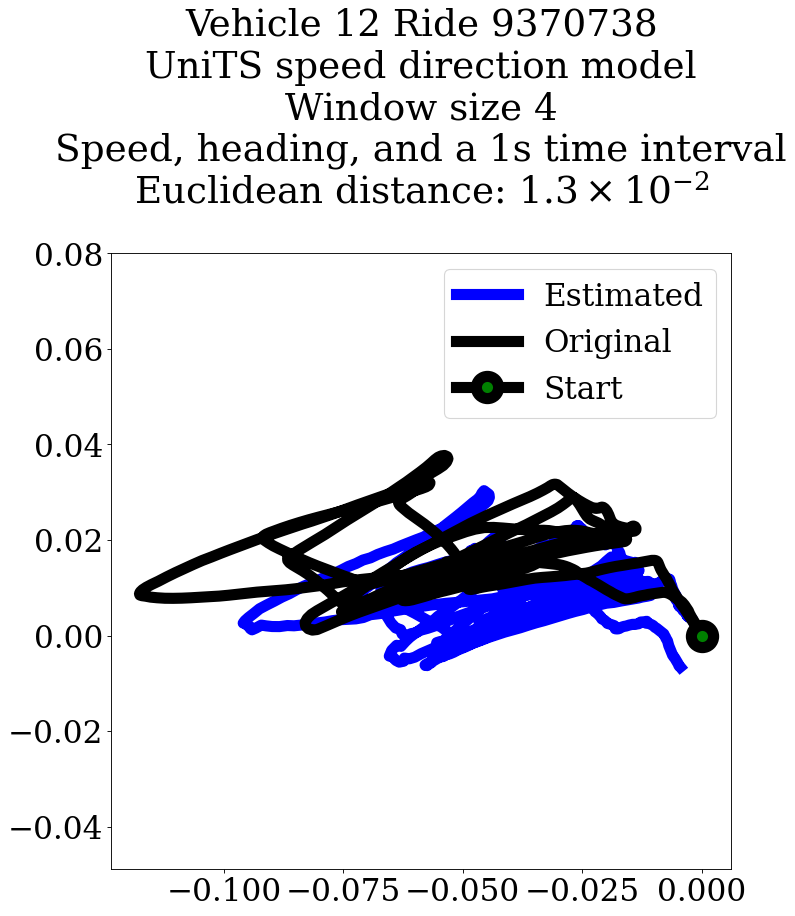 Vehicle 12 Ride 9370738
UniTS speed direction model
Window size 4
Speed, heading, and a 1s time interval
Euclidean distance: 1.3 × 10⁻²
0.08
Estimated
0.06
Original
Start
0.04
0.02
0.00
−0.02
−0.04
−0.100 −0.075 −0.050 −0.025 0.000